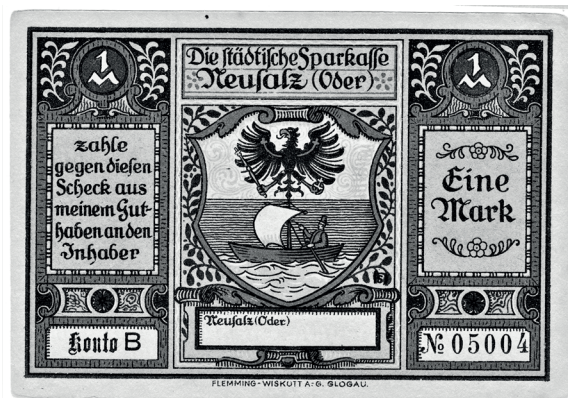 1
M
Die städtische Sparkasse
Neusalz (Oder)
1
M
zahle
gegen diesen
Scheck aus
meinem Gut-
haben an den
Inhaber
Eine
Mark
Neusalz (Oder)
Konto B
№ 05004
FLEMMING-WISKOTT A.-G. GLOGAU.